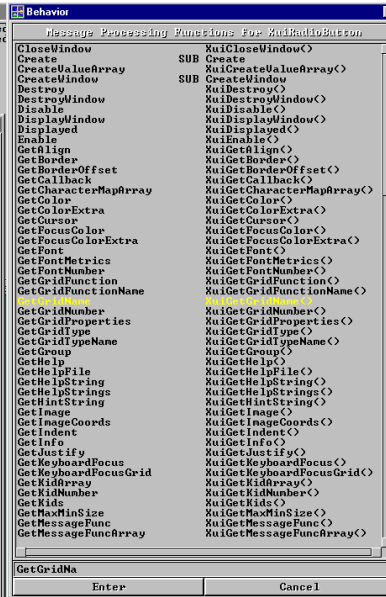 Behavior
Message Processing Functions for XuiRadioButton
CloseWindow XuiCloseWindow()
Create SUB Create
CreateValueArray XuiCreateValueArray()
CreateWindow SUB CreateWindow
Destroy XuiDestroy()
DestroyWindow XuiDestroyWindow()
Disable XuiDisable()
DisplayWindow XuiDisplayWindow()
Displayed XuiDisplayed()
Enable XuiEnable()
GetAlign XuiGetAlign()
GetBorder XuiGetBorder()
GetBorderOffset XuiGetBorderOffset()
GetCallback XuiGetCallback()
GetCharacterMapArray XuiGetCharacterMapArray()
GetColor XuiGetColor()
GetColorExtra XuiGetColorExtra()
GetCursor XuiGetCursor()
GetFocusColor XuiGetFocusColor()
GetFocusColorExtra XuiGetFocusColorExtra()
GetFont XuiGetFont()
GetFontMetrics XuiGetFontMetrics()
GetFontNumber XuiGetFontNumber()
GetGridFunction XuiGetGridFunction()
GetGridFunctionName XuiGetGridFunctionName()
GetGridName XuiGetGridName()
GetGridNumber XuiGetGridNumber()
GetGridProperties XuiGetGridProperties()
GetGridType XuiGetGridType()
GetGridTypeName XuiGetGridTypeName()
GetGroup XuiGetGroup()
GetHelp XuiGetHelp()
GetHelpFile XuiGetHelpFile()
GetHelpString XuiGetHelpString()
GetHelpStrings XuiGetHelpStrings()
GetHintString XuiGetHintString()
GetImage XuiGetImage()
GetImageCoords XuiGetImageCoords()
GetIndent XuiGetIndent()
GetInfo XuiGetInfo()
GetJustify XuiGetJustify()
GetKeyboardFocus XuiGetKeyboardFocus()
GetKeyboardFocusGrid XuiGetKeyboardFocusGrid()
GetKidArray XuiGetKidArray()
GetKidNumber XuiGetKidNumber()
GetKids XuiGetKids()
GetMaxMinSize XuiGetMaxMinSize()
GetMessageFunc XuiGetMessageFunc()
GetMessageFuncArray XuiGetMessageFuncArray()
GetGridNa
Enter Cancel